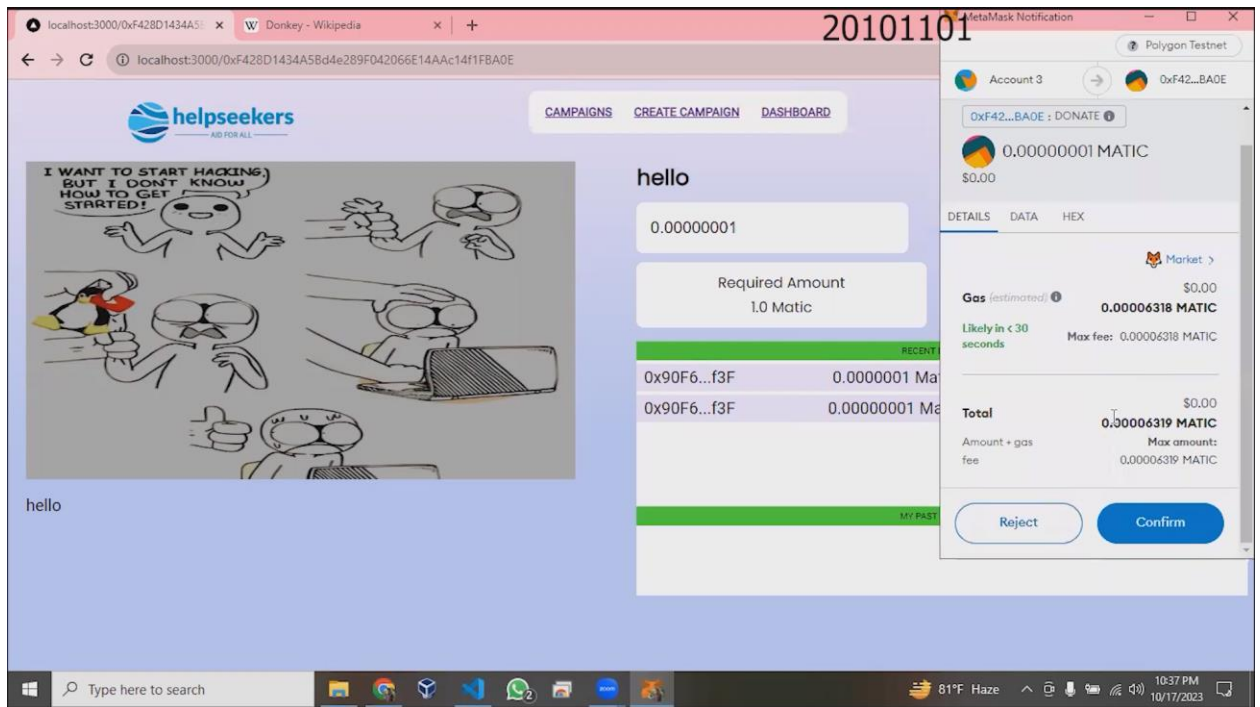 localhost:3000/0xF428D1434A5
Donkey - Wikipedia
20101101
MetaMask Notification
localhost:3000/0xF428D1434A58d4e289F042066E14AAc14f1FBA0E
Polygon Testnet
helpseekers
AID FOR ALL
CAMPAIGNS CREATE CAMPAIGN DASHBOARD
I WANT TO START HACKING,
BUT I DON'T KNOW
HOW TO GET
STARTED!
hello
hello
0.00000001
Required Amount
1.0 Matic
RECENT
0x90F6...f3F 0.0000001 Ma
0x90F6...f3F 0.00000001 Ma
MY PAST
Account 3
0xF42...BA0E
0XF42...BA0E : DONATE
0.00000001 MATIC
$0.00
DETAILS DATA HEX
Market >
Gas (estimated)
$0.00
0.00006318 MATIC
Likely in < 30
seconds
Max fee: 0.00006318 MATIC
Total
$0.00
0.00006319 MATIC
Amount + gas
fee
Max amount:
0.00006319 MATIC
Reject
Confirm
Type here to search
2
zoom
81°F Haze
10:37 PM
10/17/2023